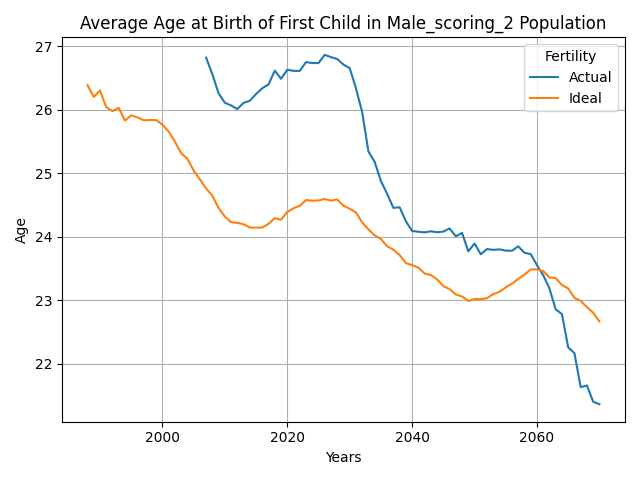 Average Age at Birth of First Child in Male_scoring_2 Population
27
26
25
24
23
22
Age
Fertility
Actual
Ideal
2000 2020 2040 2060
Years